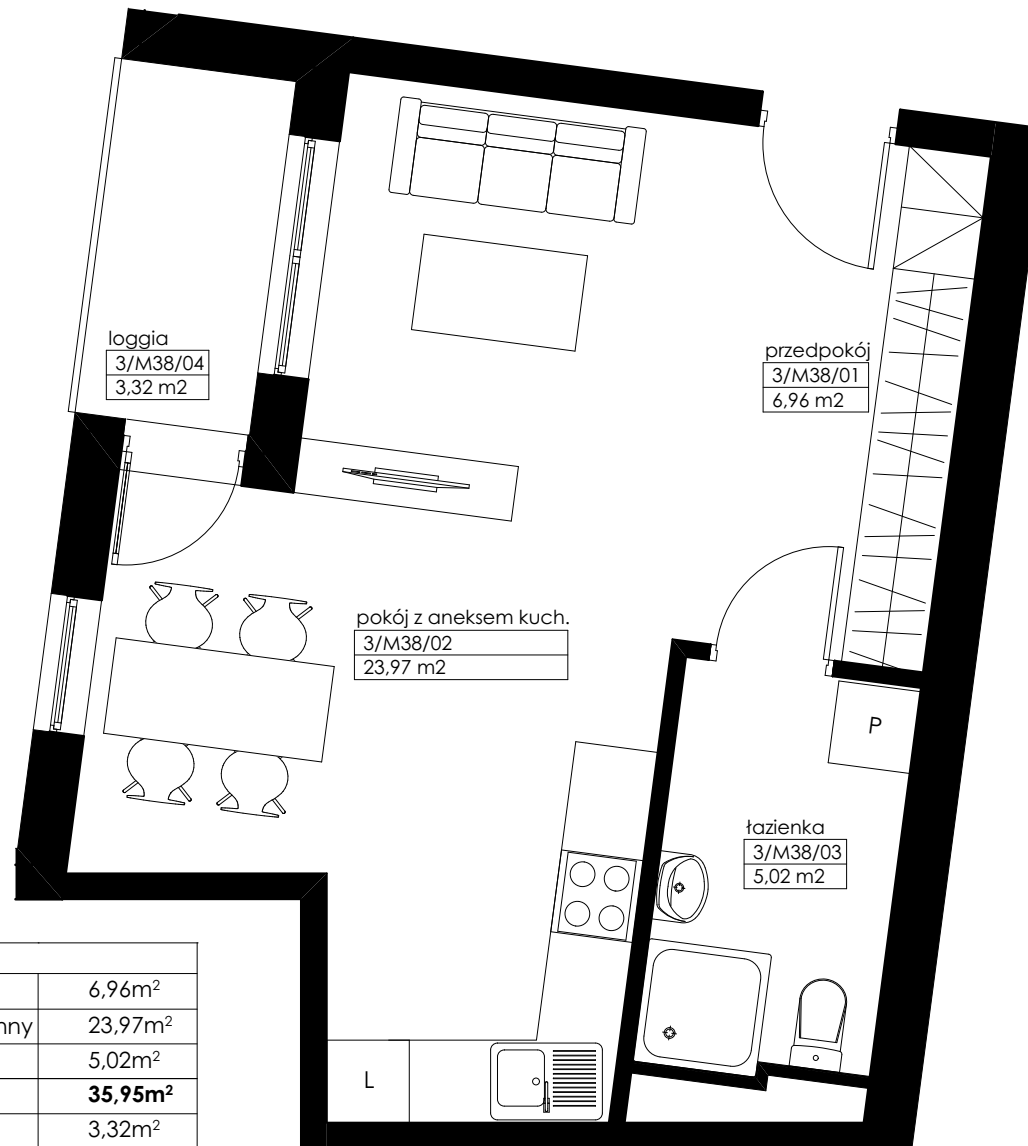 loggia
3/M38/04
3,32 m2
przedpokój
3/M38/01
6,96 m2
pokój z aneksem kuch.
3/M38/02
23,97 m2
P
łazienka
3/M38/03
5,02 m2
L
6,96m²
nny 23,97m²
5,02m²
35,95m²
3,32m²